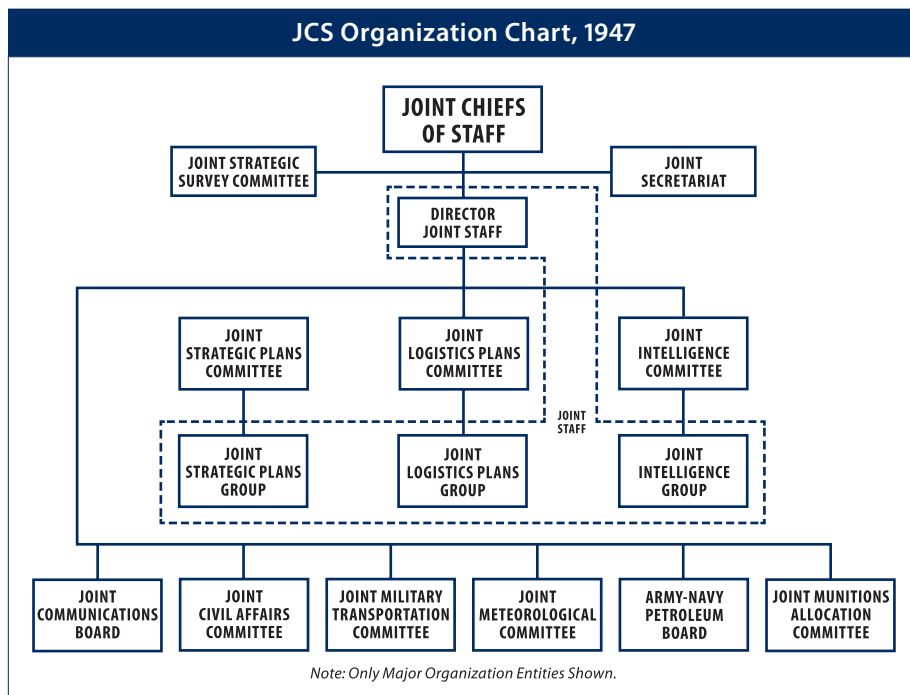 JCS Organization Chart, 1947
JOINT CHIEFS
OF STAFF
JOINT STRATEGIC
SURVEY COMMITTEE
JOINT
SECRETARIAT
DIRECTOR
JOINT STAFF
JOINT
STRATEGIC PLANS
COMMITTEE
JOINT
LOGISTICS PLANS
COMMITTEE
JOINT
INTELLIGENCE
COMMITTEE
JOINT
STAFF
JOINT
STRATEGIC PLANS
GROUP
JOINT
LOGISTICS PLANS
GROUP
JOINT
INTELLIGENCE
GROUP
JOINT
COMMUNICATIONS
BOARD
JOINT
CIVIL AFFAIRS
COMMITTEE
JOINT MILITARY
TRANSPORTATION
COMMITTEE
JOINT
METEOROLOGICAL
COMMITTEE
ARMY-NAVY
PETROLEUM
BOARD
JOINT MUNITIONS
ALLOCATION
COMMITTEE
Note: Only Major Organization Entities Shown.